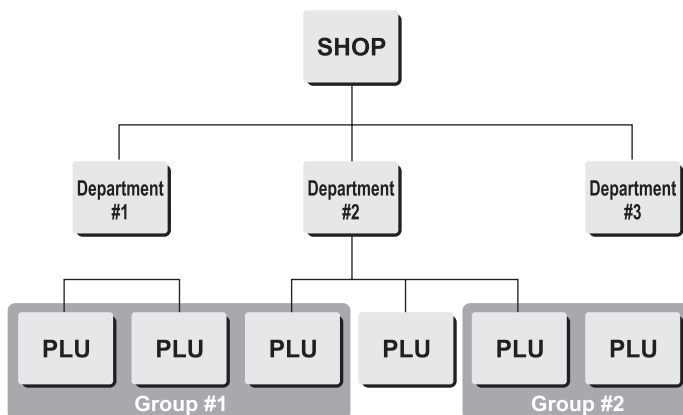 SHOP
Department
#1
Department
#2
Department
#3
PLU
PLU
PLU
PLU
PLU
PLU
Group #1
Group #2